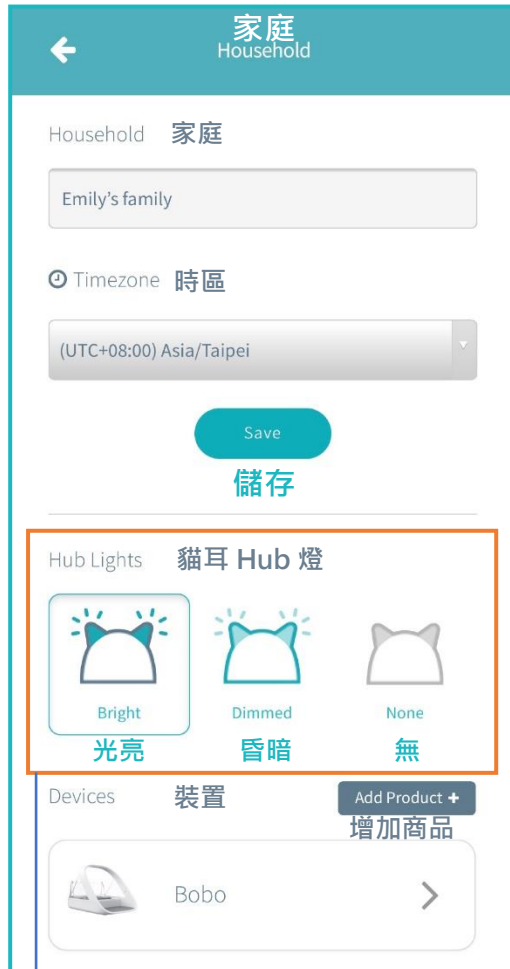 家庭
Household
Household 家庭
Emily's family
Timezone 時區
(UTC+08:00) Asia/Taipei
Save
儲存
Hub Lights 貓耳 Hub 燈
Bright Dimmed None
光亮 昏暗 無
Devices 裝置 Add Product +
增加商品
Bobo